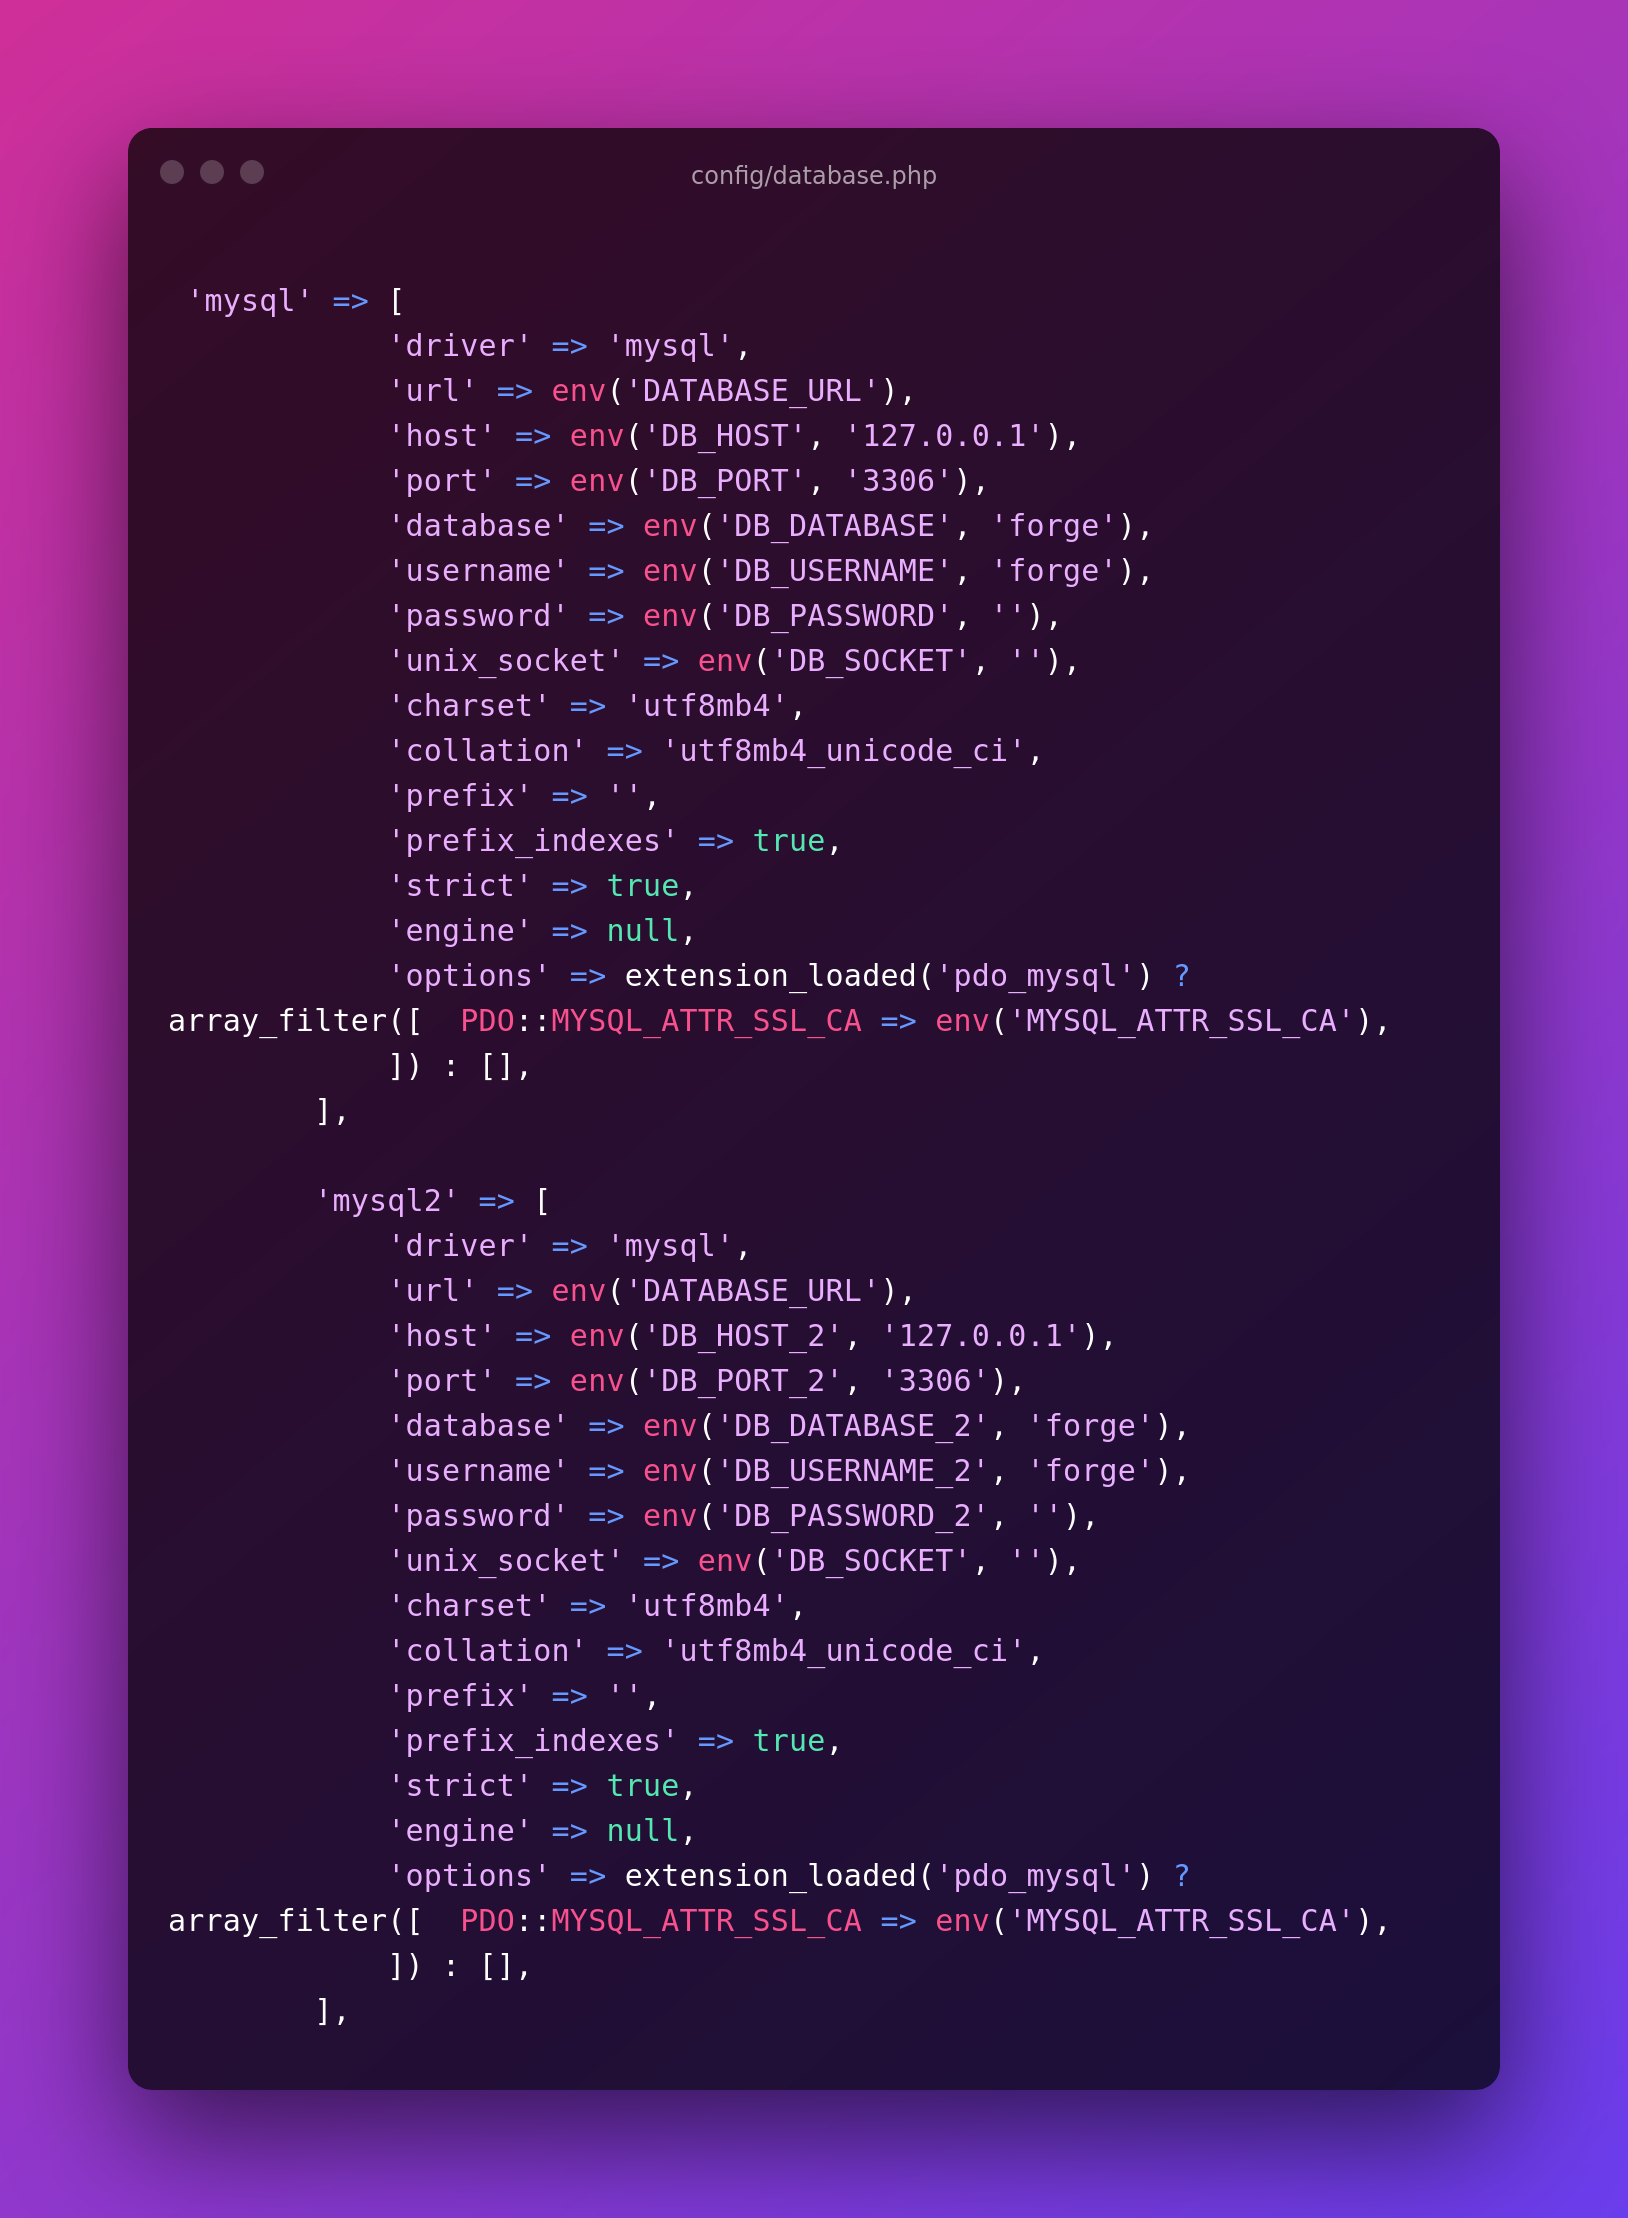 config/database.php
'mysql' => [
'driver' => 'mysql',
'url' => env('DATABASE_URL'),
'host' => env('DB_HOST', '127.0.0.1'),
'port' => env('DB_PORT', '3306'),
'database' => env('DB_DATABASE', 'forge'),
'username' => env('DB_USERNAME', 'forge'),
'password' => env('DB_PASSWORD', ''),
'unix_socket' => env('DB_SOCKET', ''),
'charset' => 'utf8mb4',
'collation' => 'utf8mb4_unicode_ci',
'prefix' => '',
'prefix_indexes' => true,
'strict' => true,
'engine' => null,
'options' => extension_loaded('pdo_mysql') ?
array_filter([  PDO::MYSQL_ATTR_SSL_CA => env('MYSQL_ATTR_SSL_CA'),
]) : [],
],
'mysql2' => [
'driver' => 'mysql',
'url' => env('DATABASE_URL'),
'host' => env('DB_HOST_2', '127.0.0.1'),
'port' => env('DB_PORT_2', '3306'),
'database' => env('DB_DATABASE_2', 'forge'),
'username' => env('DB_USERNAME_2', 'forge'),
'password' => env('DB_PASSWORD_2', ''),
'unix_socket' => env('DB_SOCKET', ''),
'charset' => 'utf8mb4',
'collation' => 'utf8mb4_unicode_ci',
'prefix' => '',
'prefix_indexes' => true,
'strict' => true,
'engine' => null,
'options' => extension_loaded('pdo_mysql') ?
array_filter([  PDO::MYSQL_ATTR_SSL_CA => env('MYSQL_ATTR_SSL_CA'),
]) : [],
],